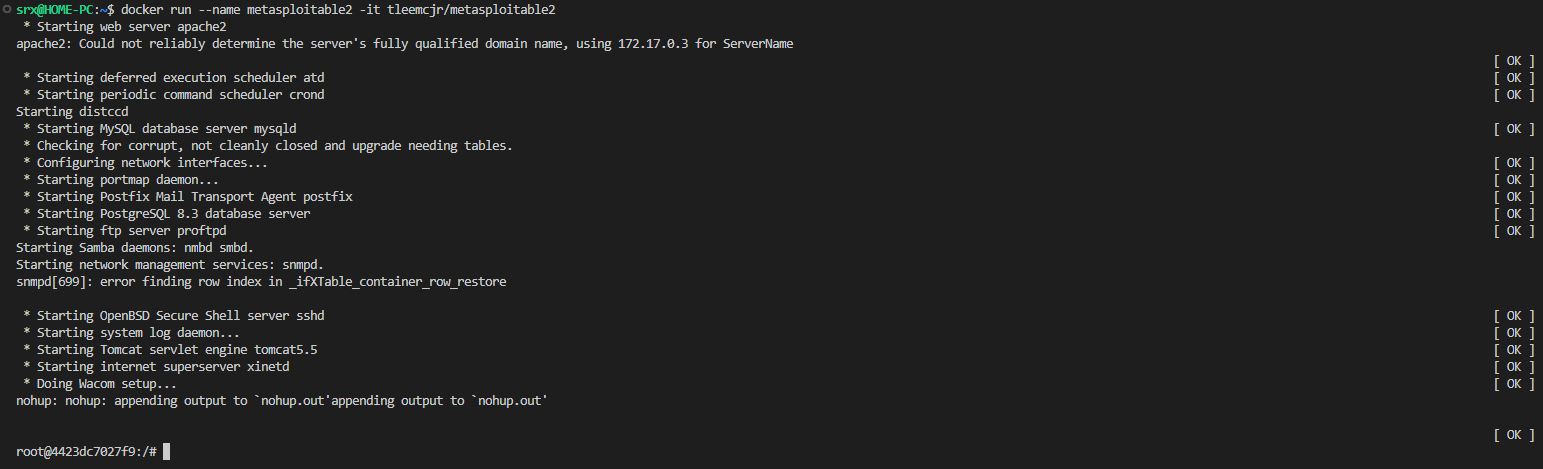 srx@HOME-PC:~$ docker run --name metasploitable2 -it tleemcjr/metasploitable2
 * Starting web server apache2
apache2: Could not reliably determine the server's fully qualified domain name, using 172.17.0.3 for ServerName
[ OK ]
 * Starting deferred execution scheduler atd [ OK ]
 * Starting periodic command scheduler crond [ OK ]
Starting distccd
 * Starting MySQL database server mysqld [ OK ]
 * Checking for corrupt, not cleanly closed and upgrade needing tables.
 * Configuring network interfaces... [ OK ]
 * Starting portmap daemon... [ OK ]
 * Starting Postfix Mail Transport Agent postfix [ OK ]
 * Starting PostgreSQL 8.3 database server [ OK ]
 * Starting ftp server proftpd [ OK ]
Starting Samba daemons: nmbd smbd.
Starting network management services: snmpd.
snmpd[699]: error finding row index in _ifXTable_container_row_restore
 * Starting OpenBSD Secure Shell server sshd [ OK ]
 * Starting system log daemon... [ OK ]
 * Starting Tomcat servlet engine tomcat5.5 [ OK ]
 * Starting internet superserver xinetd [ OK ]
 * Doing Wacom setup... [ OK ]
nohup: nohup: appending output to `nohup.out'appending output to `nohup.out'
[ OK ]
root@4423dc7027f9:/#